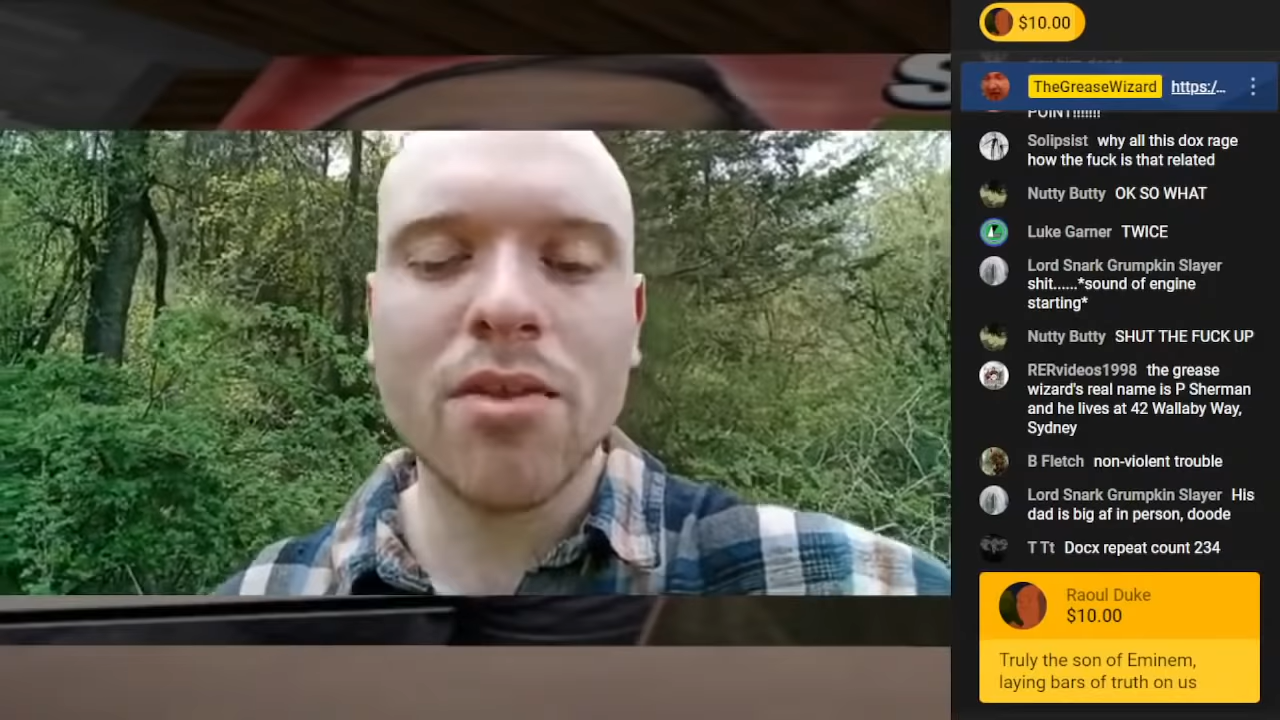 $10.00
TheGreaseWizard https:/...
POINT!!!!!!!
Solipsist why all this dox rage
how the fuck is that related
Nutty Butty OK SO WHAT
Luke Garner TWICE
Lord Snark Grumpkin Slayer
shit......*sound of engine
starting*
Nutty Butty SHUT THE FUCK UP
RERvideos1998 the grease
wizard's real name is P Sherman
and he lives at 42 Wallaby Way,
Sydney
B Fletch non-violent trouble
Lord Snark Grumpkin Slayer His
dad is big af in person, doode
T Tt Docx repeat count 234
Raoul Duke
$10.00
Truly the son of Eminem,
laying bars of truth on us